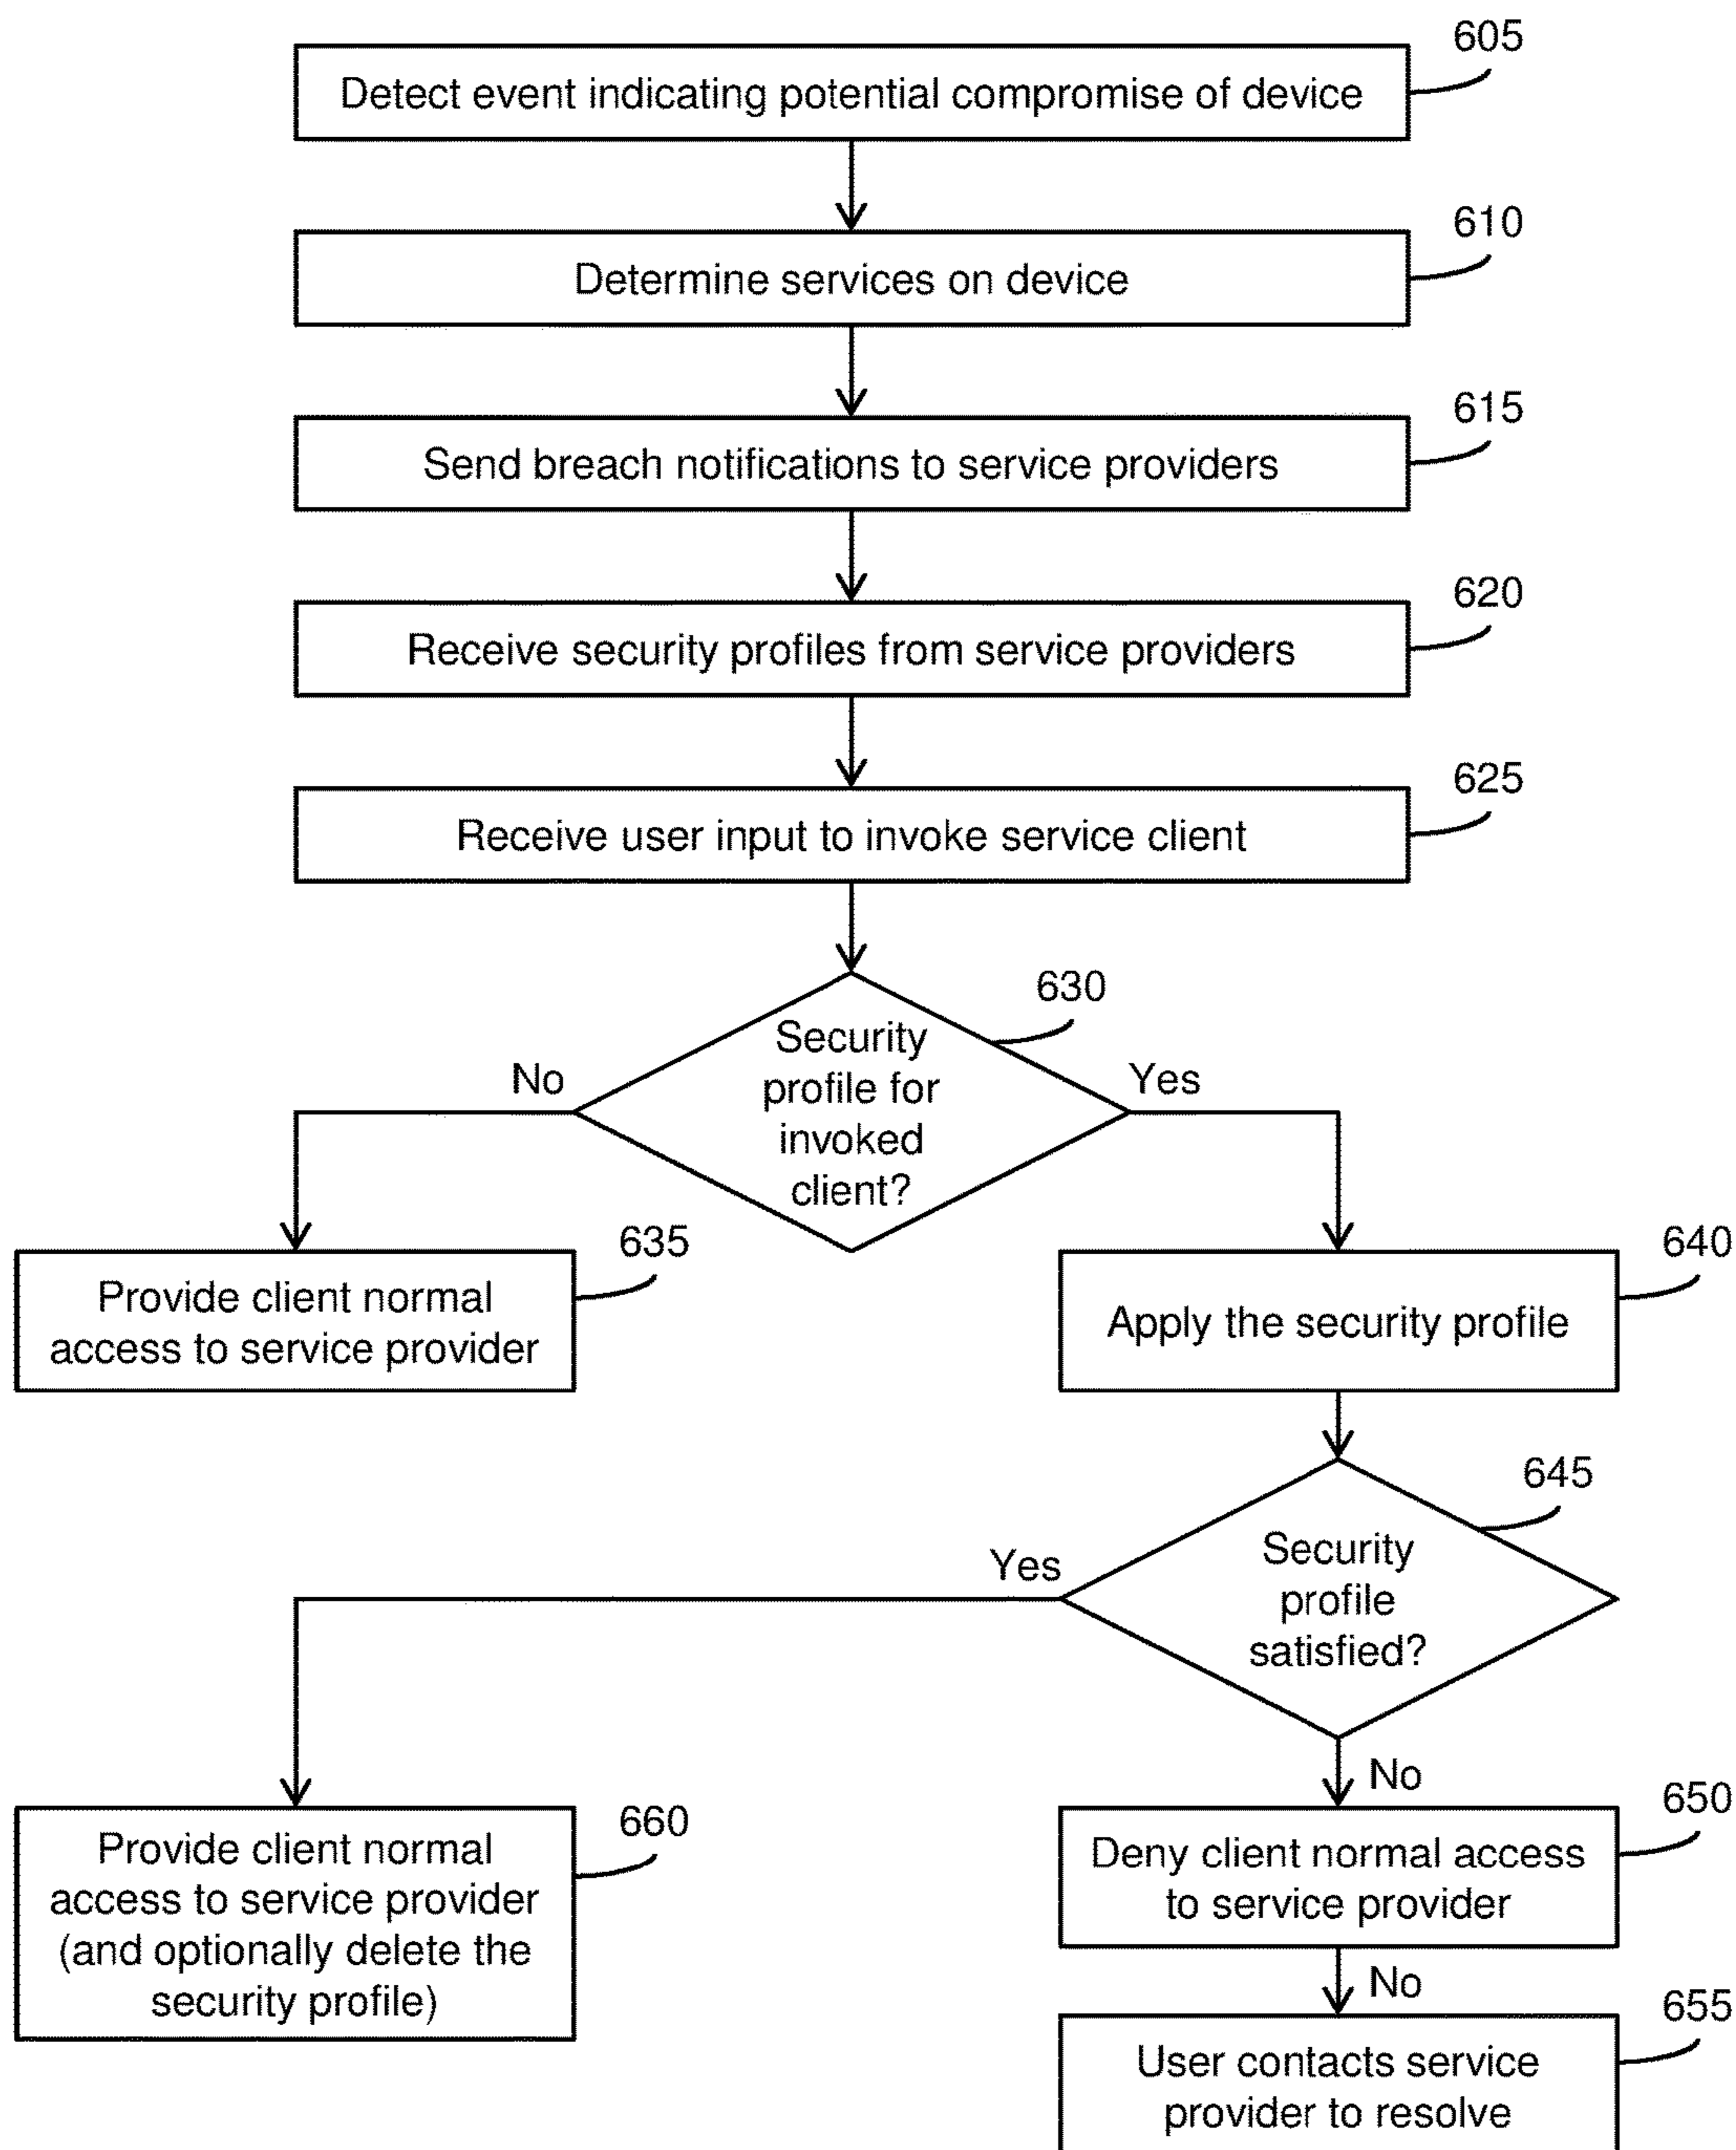 605
Detect event indicating potential compromise of device
610
Determine services on device
615
Send breach notifications to service providers
620
Receive security profiles from service providers
625
Receive user input to invoke service client
630
Security
profile for
invoked
client?
No
Yes
635
Provide client normal
access to service provider
640
Apply the security profile
645
Security
profile
satisfied?
Yes
No
650
Deny client normal access
to service provider
660
Provide client normal
access to service provider
(and optionally delete the
security profile)
No
655
User contacts service
provider to resolve